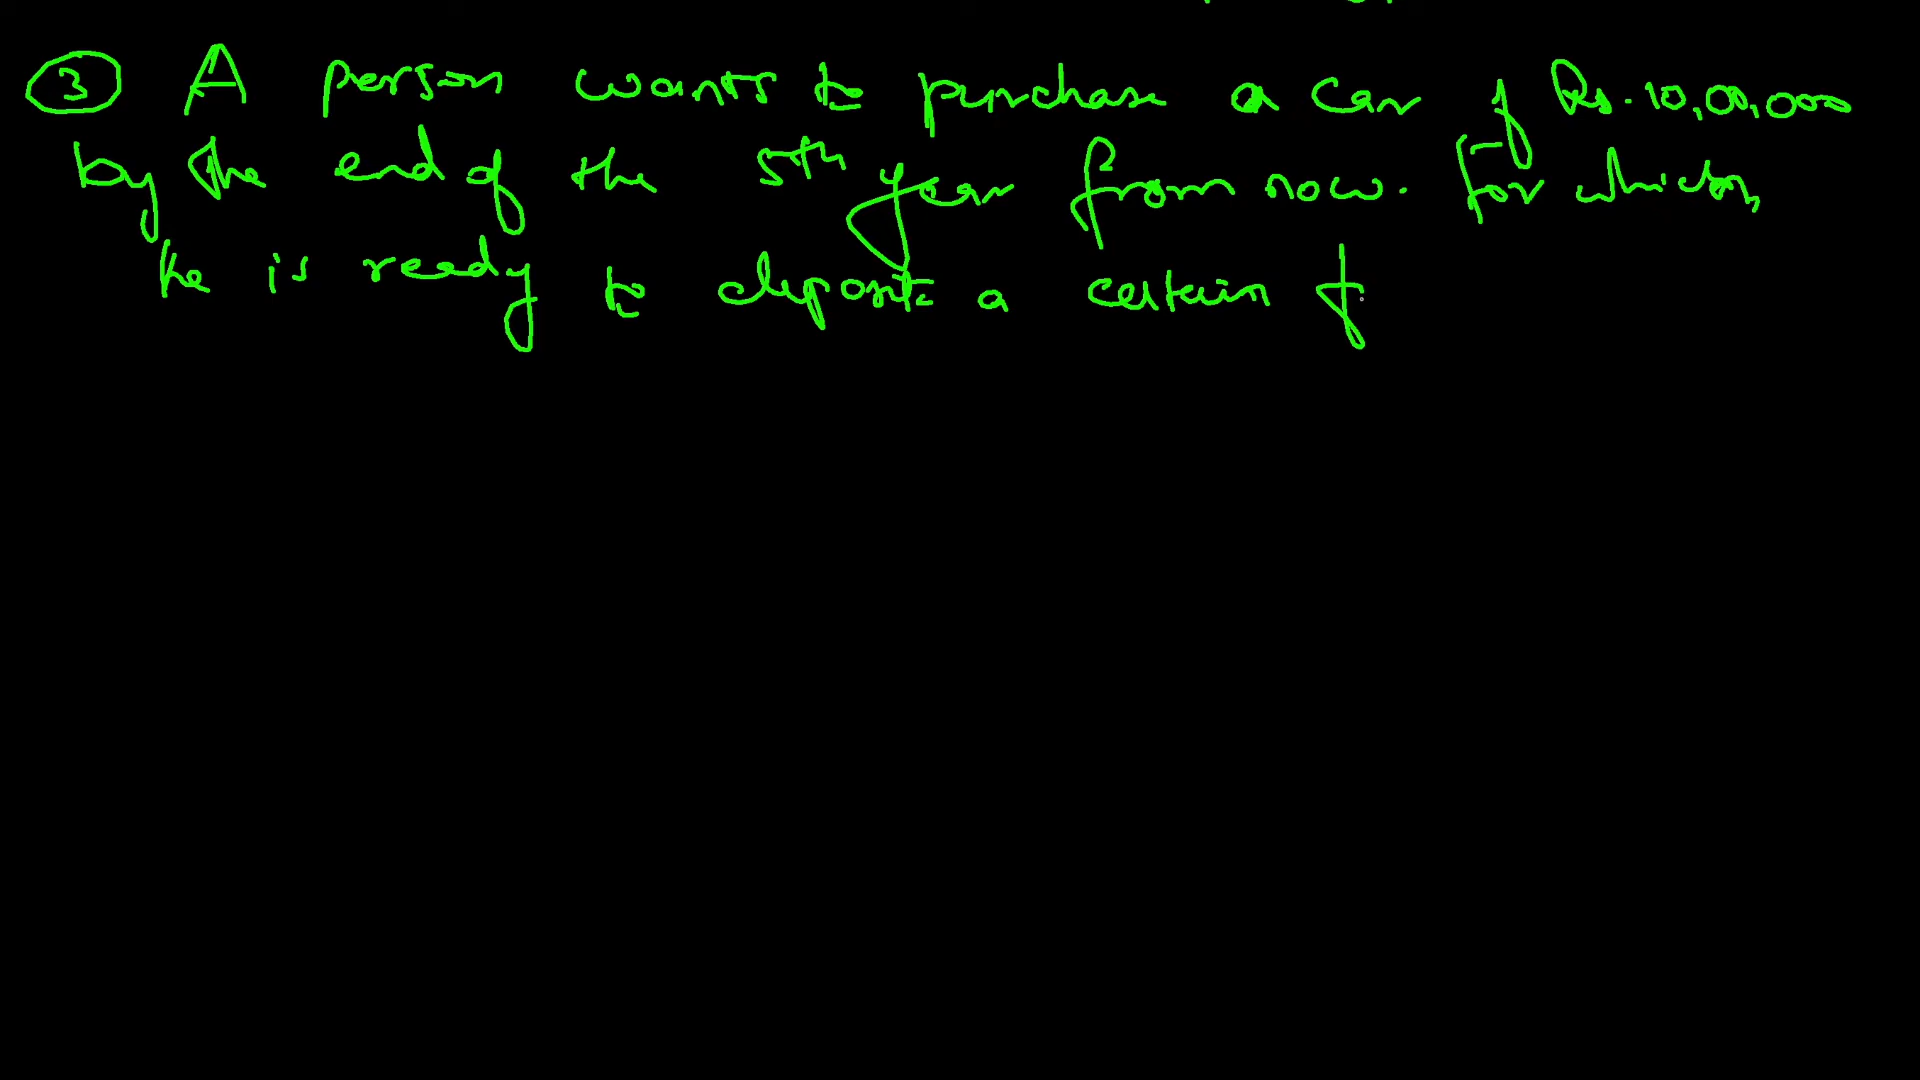 3 A person wants to purchase a car of Rs. 10,00,000
by the end of the 5th year from now. For which,
he is ready to deposit a certain f